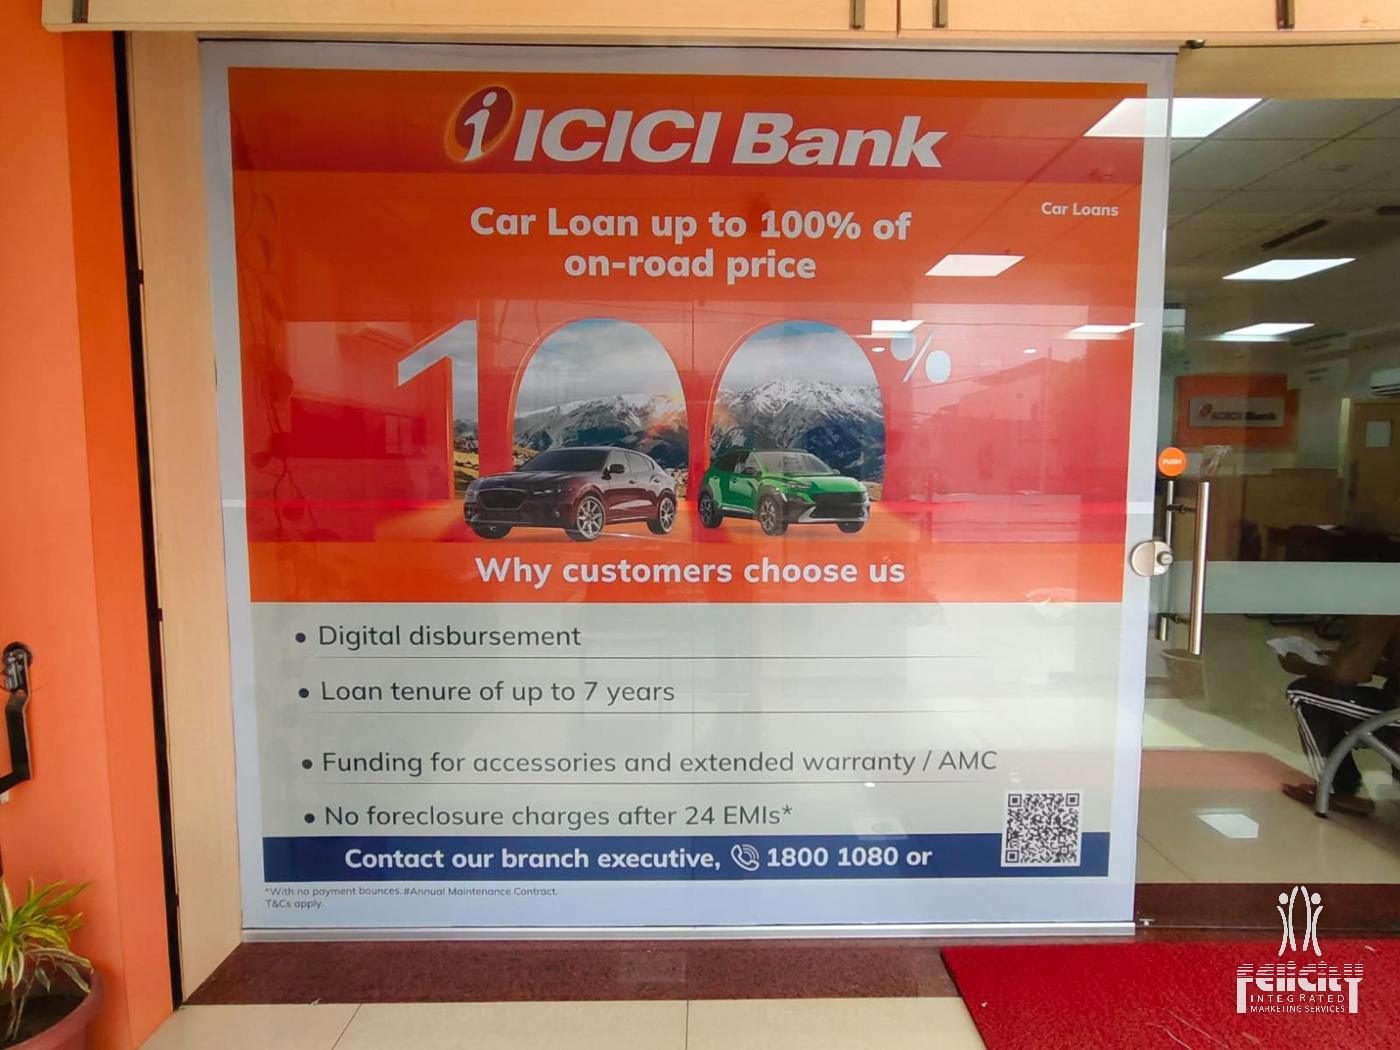 i ICICI Bank
Car Loans
Car Loan up to 100% of
on-road price
100%
Why customers choose us
• Digital disbursement
• Loan tenure of up to 7 years
• Funding for accessories and extended warranty / AMC
• No foreclosure charges after 24 EMIs*
Contact our branch executive, 1800 1080 or
*With no payment bounces.#Annual Maintenance Contract.
T&Cs apply.
PUSH
ICICI Bank
FELICITY
INTEGRATED
MARKETING SERVICES